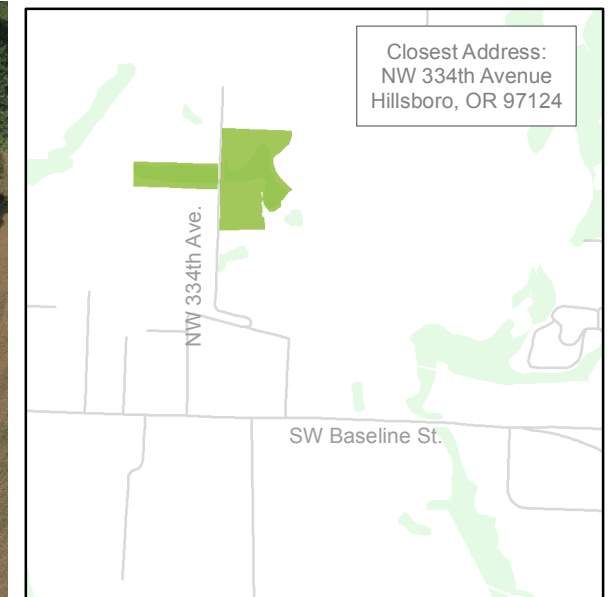 Closest Address:
NW 334th Avenue
Hillsboro, OR 97124
NW 334th Ave.
SW Baseline St.